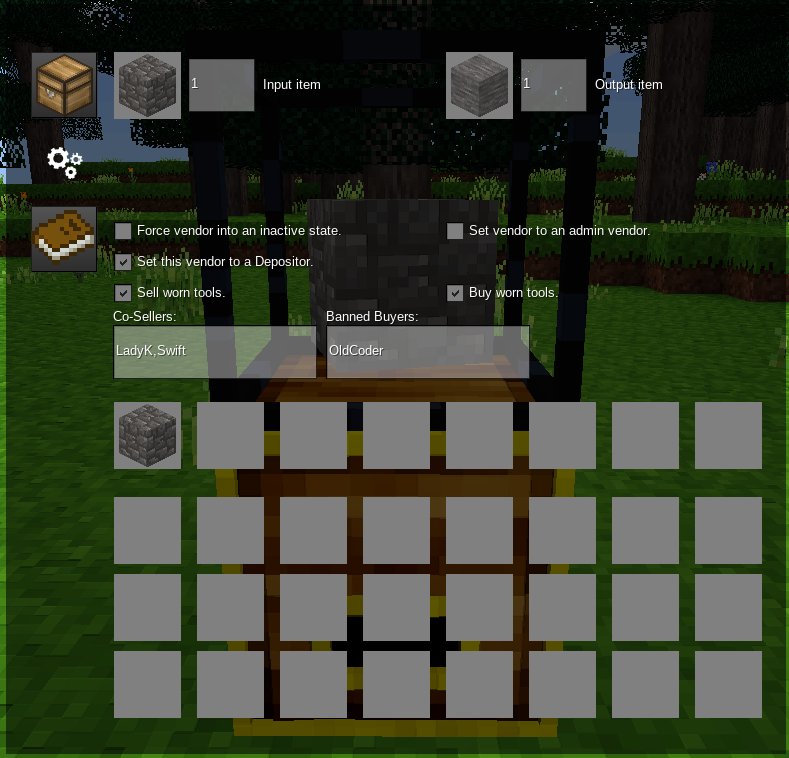 1 Input item 1 Output item
Force vendor into an inactive state. Set vendor to an admin vendor.
Set this vendor to a Depositor.
Sell worn tools. Buy worn tools.
Co-Sellers: Banned Buyers:
LadyK,Swift OldCoder